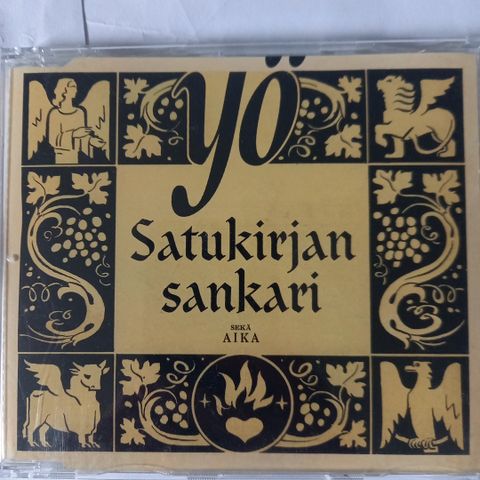 yö
Satukirjan
sankari
SEKÄ
AIKA